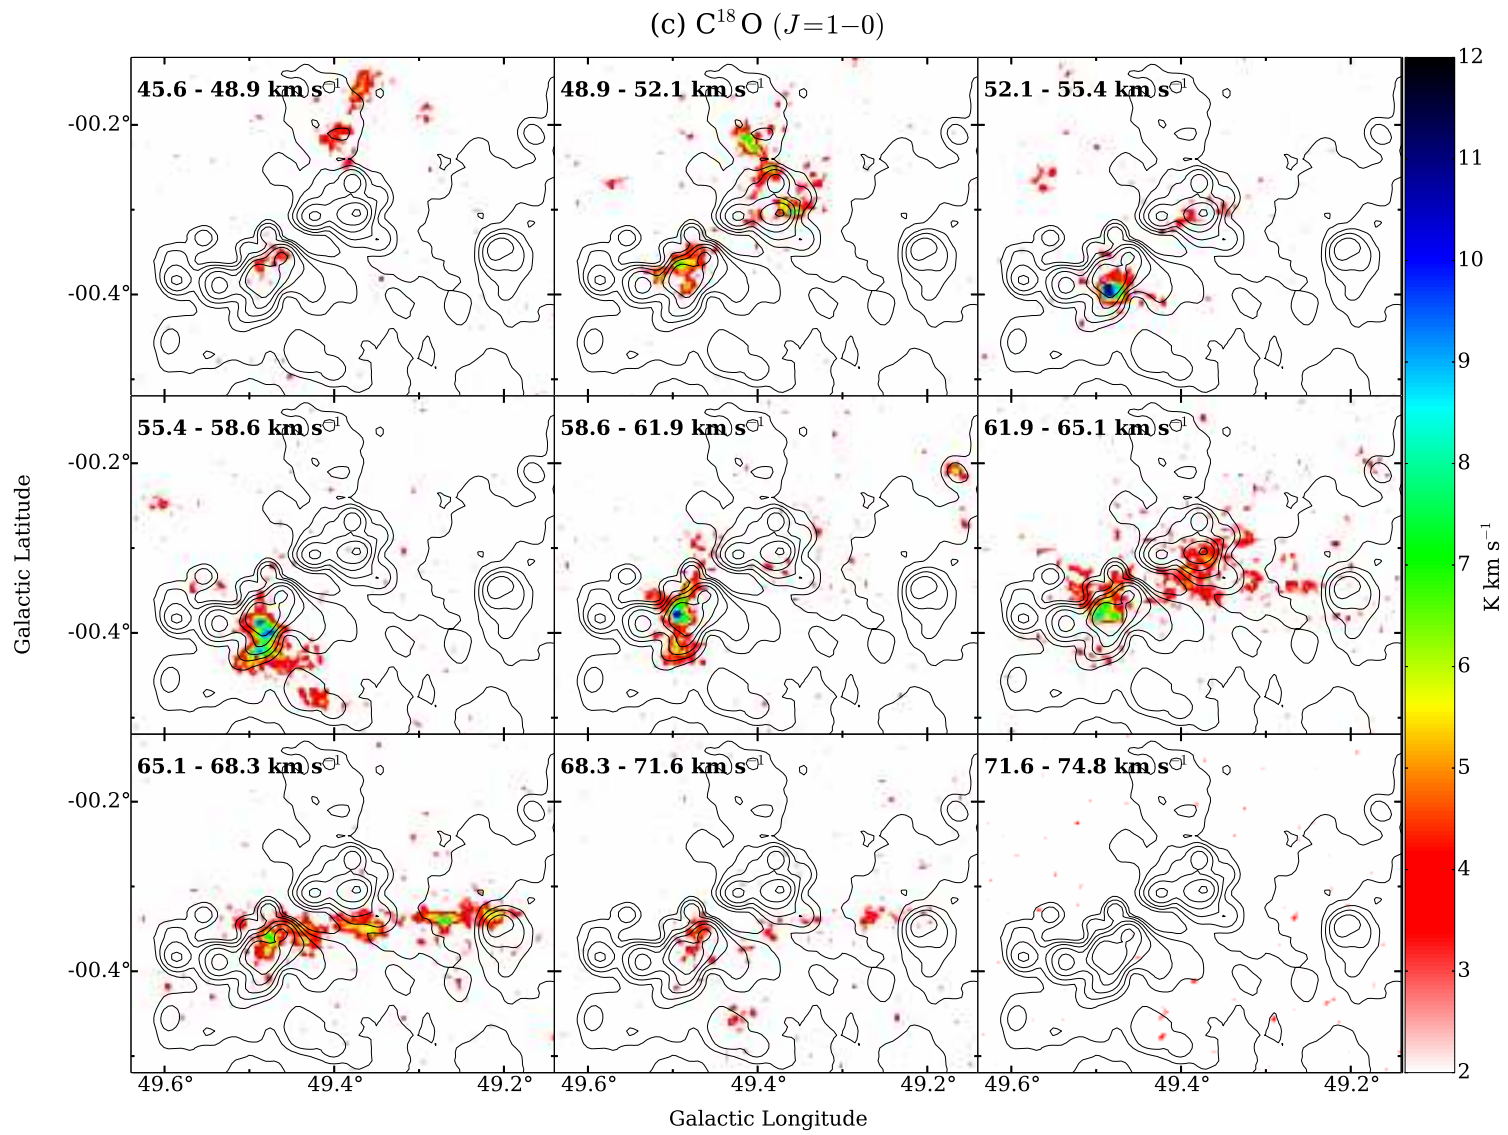 (c) C¹⁸O (J=1−0)
45.6 - 48.9 km s⁻¹
48.9 - 52.1 km s⁻¹
52.1 - 55.4 km s⁻¹
12
-00.2°
11
-00.4°
10
55.4 - 58.6 km s⁻¹
58.6 - 61.9 km s⁻¹
61.9 - 65.1 km s⁻¹
9
-00.2°
8
Galactic Latitude
7
K km s⁻¹
-00.4°
6
65.1 - 68.3 km s⁻¹
68.3 - 71.6 km s⁻¹
71.6 - 74.8 km s⁻¹
5
-00.2°
4
-00.4°
3
2
49.6° 49.4° 49.2° 49.6° 49.4° 49.2° 49.6° 49.4° 49.2°
Galactic Longitude